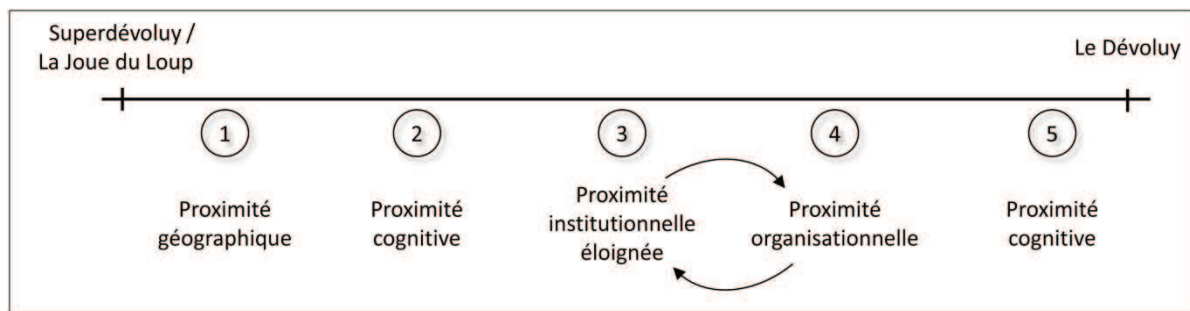 Superdévoluy /
La Joue du Loup
Le Dévoluy
1
2
3
4
5
Proximité
géographique
Proximité
cognitive
Proximité
institutionnelle
éloignée
Proximité
organisationnelle
Proximité
cognitive